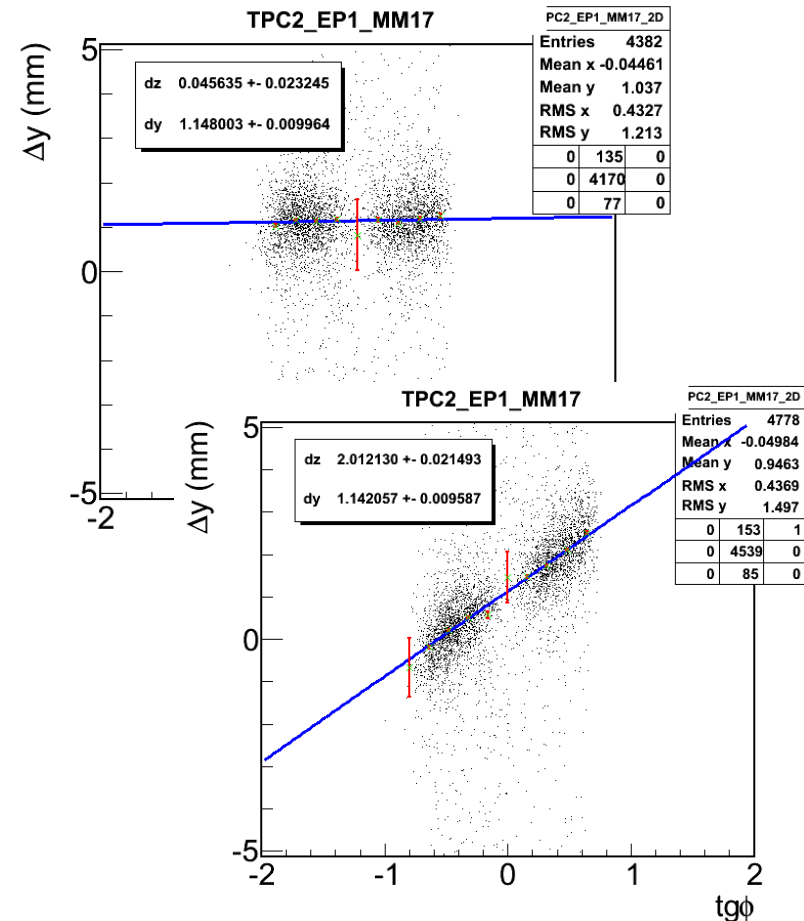 TPC2_EP1_MM17
PC2_EP1_MM17_2D
Entries 4382
Mean x -0.04461
Mean y 1.037
RMS x 0.4327
RMS y 1.213
0 135 0
0 4170 0
0 77 0
Δy (mm)
5
0
-5
-2
dz 0.045635 +- 0.023245
dy 1.148003 +- 0.009964
TPC2_EP1_MM17
PC2_EP1_MM17_2D
Entries 4778
Mean x -0.04984
Mean y 0.9463
RMS x 0.4369
RMS y 1.497
0 153 1
0 4539 0
0 85 0
Δy (mm)
5
0
-5
dz 2.012130 +- 0.021493
dy 1.142057 +- 0.009587
-2 -1 0 1 2
tgϕ